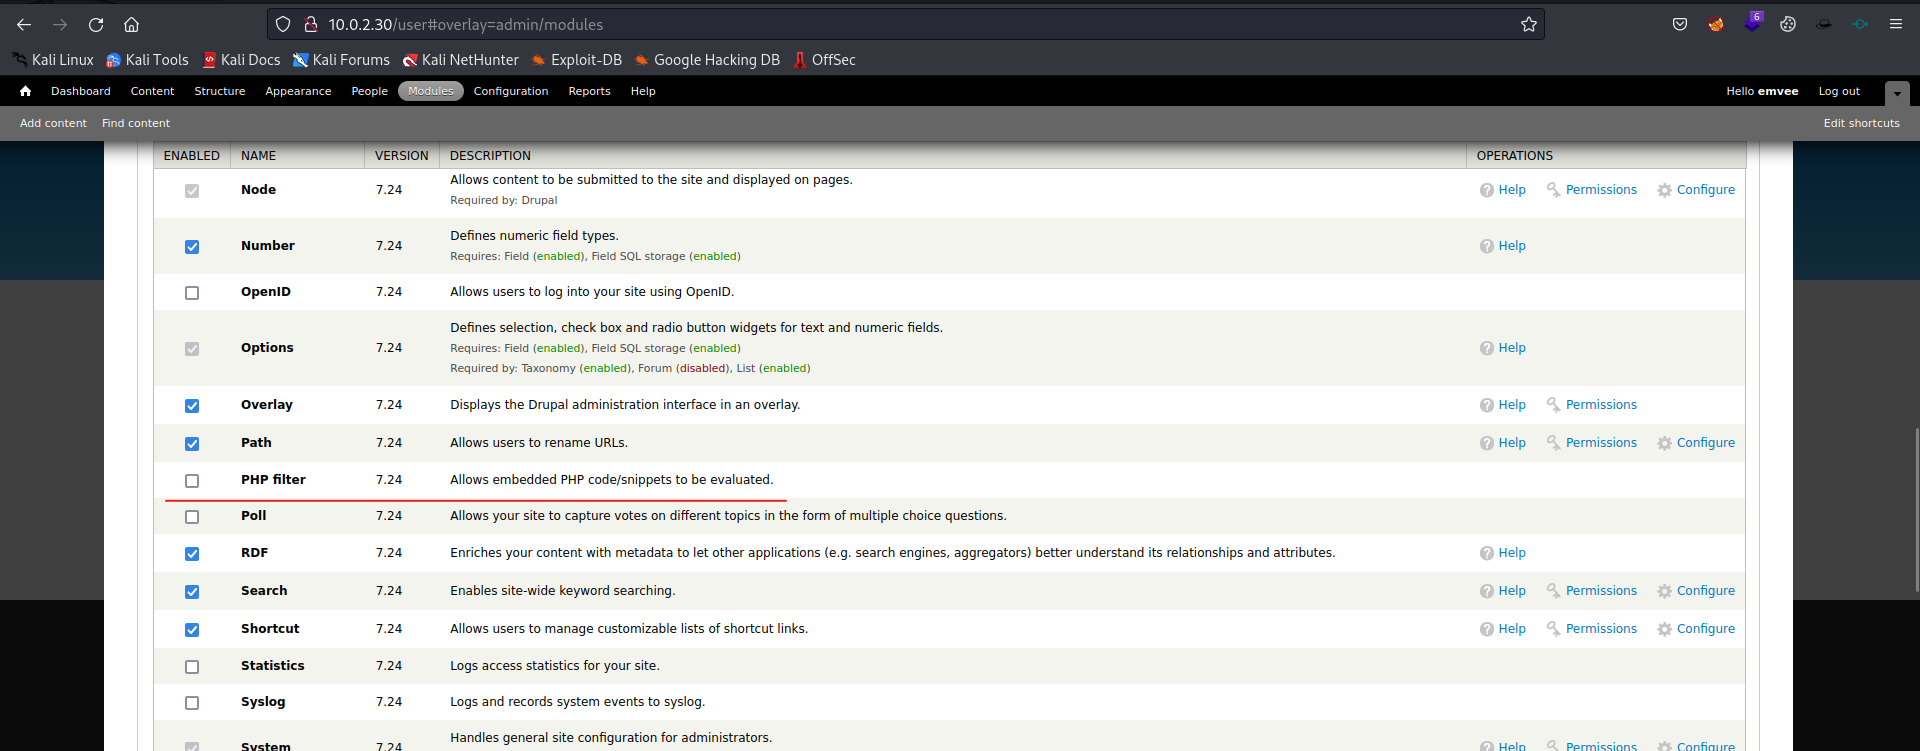 10.0.2.30/user#overlay=admin/modules
6
Kali Linux Kali Tools Kali Docs Kali Forums Kali NetHunter Exploit-DB Google Hacking DB OffSec
Dashboard Content Structure Appearance People Modules Configuration Reports Help Hello emvee Log out
Add content Find content Edit shortcuts
ENABLED NAME VERSION DESCRIPTION OPERATIONS
Allows content to be submitted to the site and displayed on pages.
Node 7.24 Help Permissions Configure
Required by: Drupal
Defines numeric field types.
Number 7.24 Help
Requires: Field (enabled), Field SQL storage (enabled)
OpenID 7.24 Allows users to log into your site using OpenID.
Defines selection, check box and radio button widgets for text and numeric fields.
Options 7.24 Requires: Field (enabled), Field SQL storage (enabled) Help
Required by: Taxonomy (enabled), Forum (disabled), List (enabled)
Overlay 7.24 Displays the Drupal administration interface in an overlay. Help Permissions
Path 7.24 Allows users to rename URLs. Help Permissions Configure
PHP filter 7.24 Allows embedded PHP code/snippets to be evaluated.
Poll 7.24 Allows your site to capture votes on different topics in the form of multiple choice questions.
RDF 7.24 Enriches your content with metadata to let other applications (e.g. search engines, aggregators) better understand its relationships and attributes. Help
Search 7.24 Enables site-wide keyword searching. Help Permissions Configure
Shortcut 7.24 Allows users to manage customizable lists of shortcut links. Help Permissions Configure
Statistics 7.24 Logs access statistics for your site.
Syslog 7.24 Logs and records system events to syslog.
Handles general site configuration for administrators.
System 7.24 Help Permissions Configure